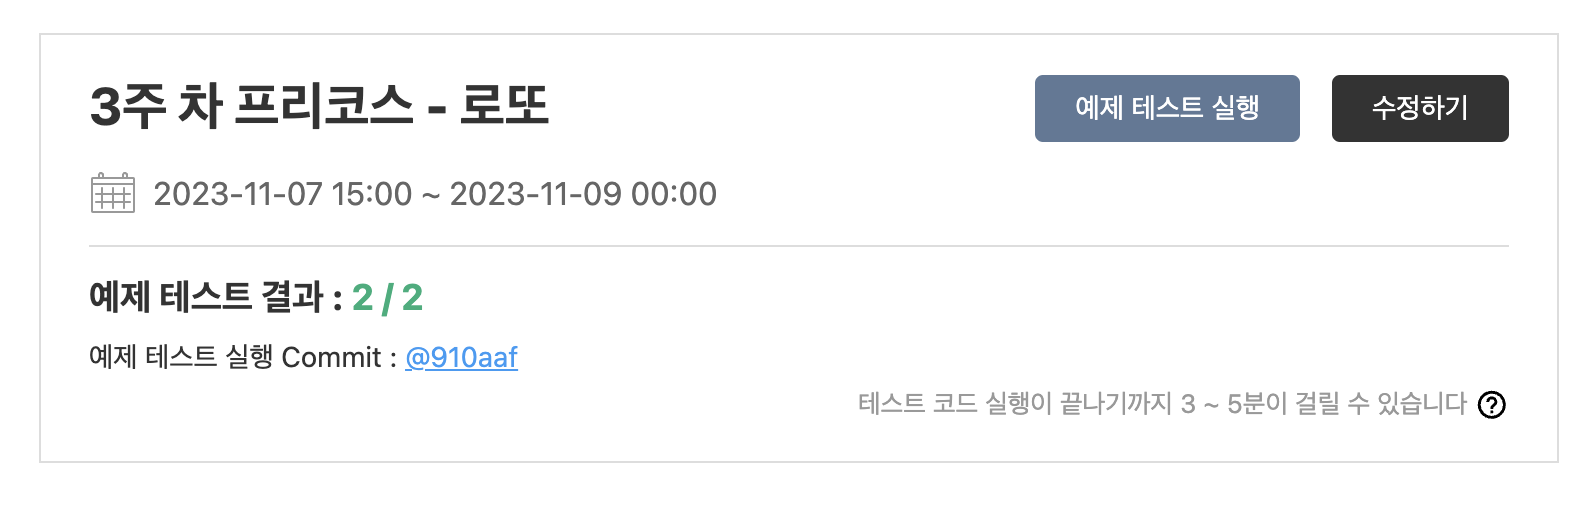 3주 차 프리코스 - 로또
예제 테스트 실행
수정하기
2023-11-07 15:00 ~ 2023-11-09 00:00
예제 테스트 결과 : 2 / 2
예제 테스트 실행 Commit : @910aaf
테스트 코드 실행이 끝나기까지 3 ~ 5분이 걸릴 수 있습니다 ?